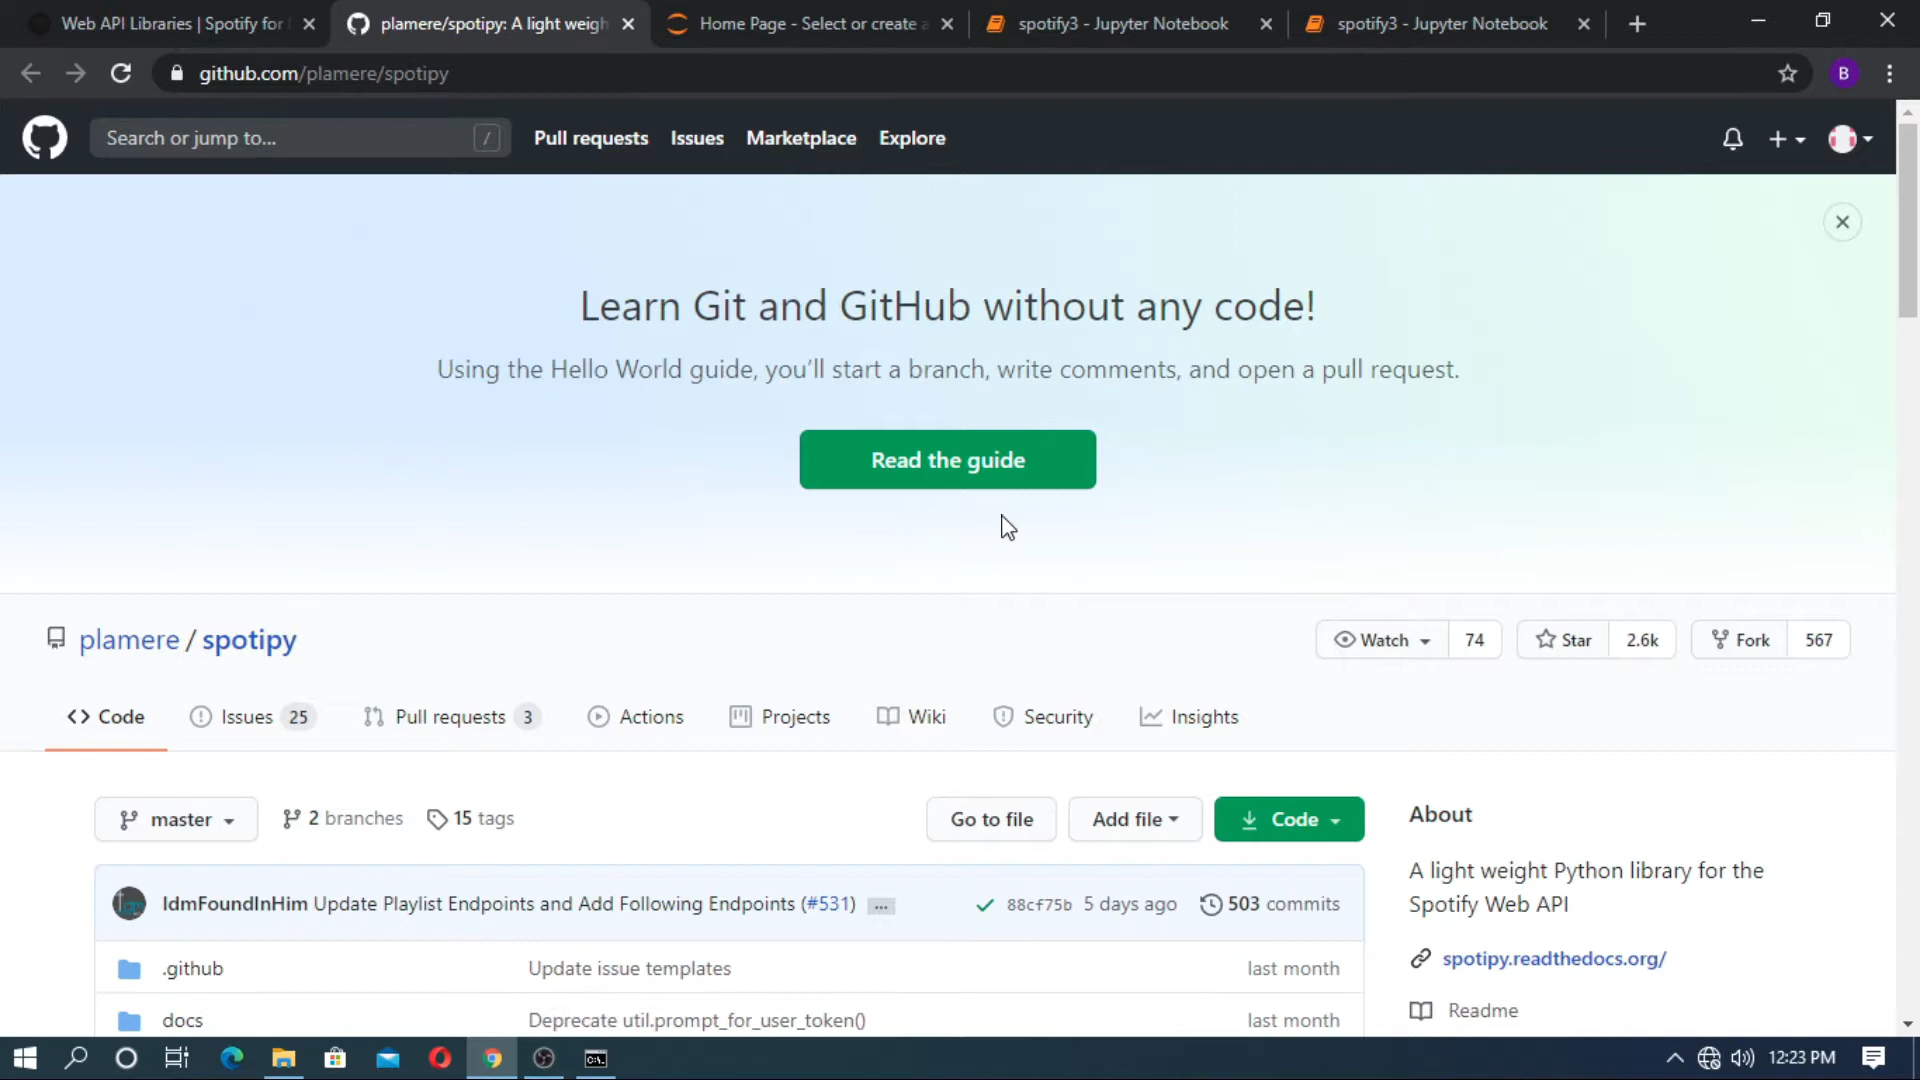 Web API Libraries | Spotify for
plamere/spotipy: A light weigh
Home Page - Select or create a
spotify3 - Jupyter Notebook
spotify3 - Jupyter Notebook
github.com/plamere/spotipy
B
Search or jump to...
/
Pull requests
Issues
Marketplace
Explore
Learn Git and GitHub without any code!
Using the Hello World guide, you’ll start a branch, write comments, and open a pull request.
Read the guide
plamere / spotipy
Watch 74
Star 2.6k
Fork 567
Code
Issues 25
Pull requests 3
Actions
Projects
Wiki
Security
Insights
master
2 branches
15 tags
Go to file
Add file
Code
About
A light weight Python library for the
Spotify Web API
IdmFoundInHim Update Playlist Endpoints and Add Following Endpoints (#531) ...
88cf75b 5 days ago
503 commits
spotipy.readthedocs.org/
.github
Update issue templates
last month
Readme
docs
Deprecate util.prompt_for_user_token()
last month
12:23 PM